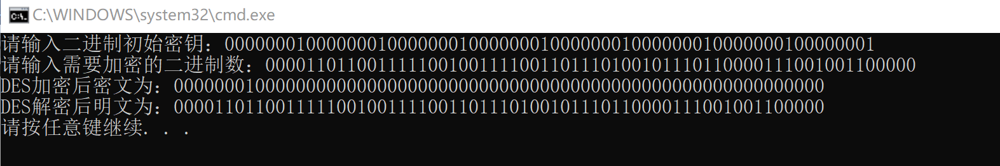 C:\WINDOWS\system32\cmd.exe
请输入二进制初始密钥：0000000100000001000000010000000100000001000000010000000100000001
请输入需要加密的二进制数：0000110110011111001001111001101110100101110110000111001001100000
DES加密后密文为：0000000100000000000000000000000000000000000000000000000000000000
DES解密后明文为：0000110110011111001001111001101110100101110110000111001001100000
请按任意键继续. . .